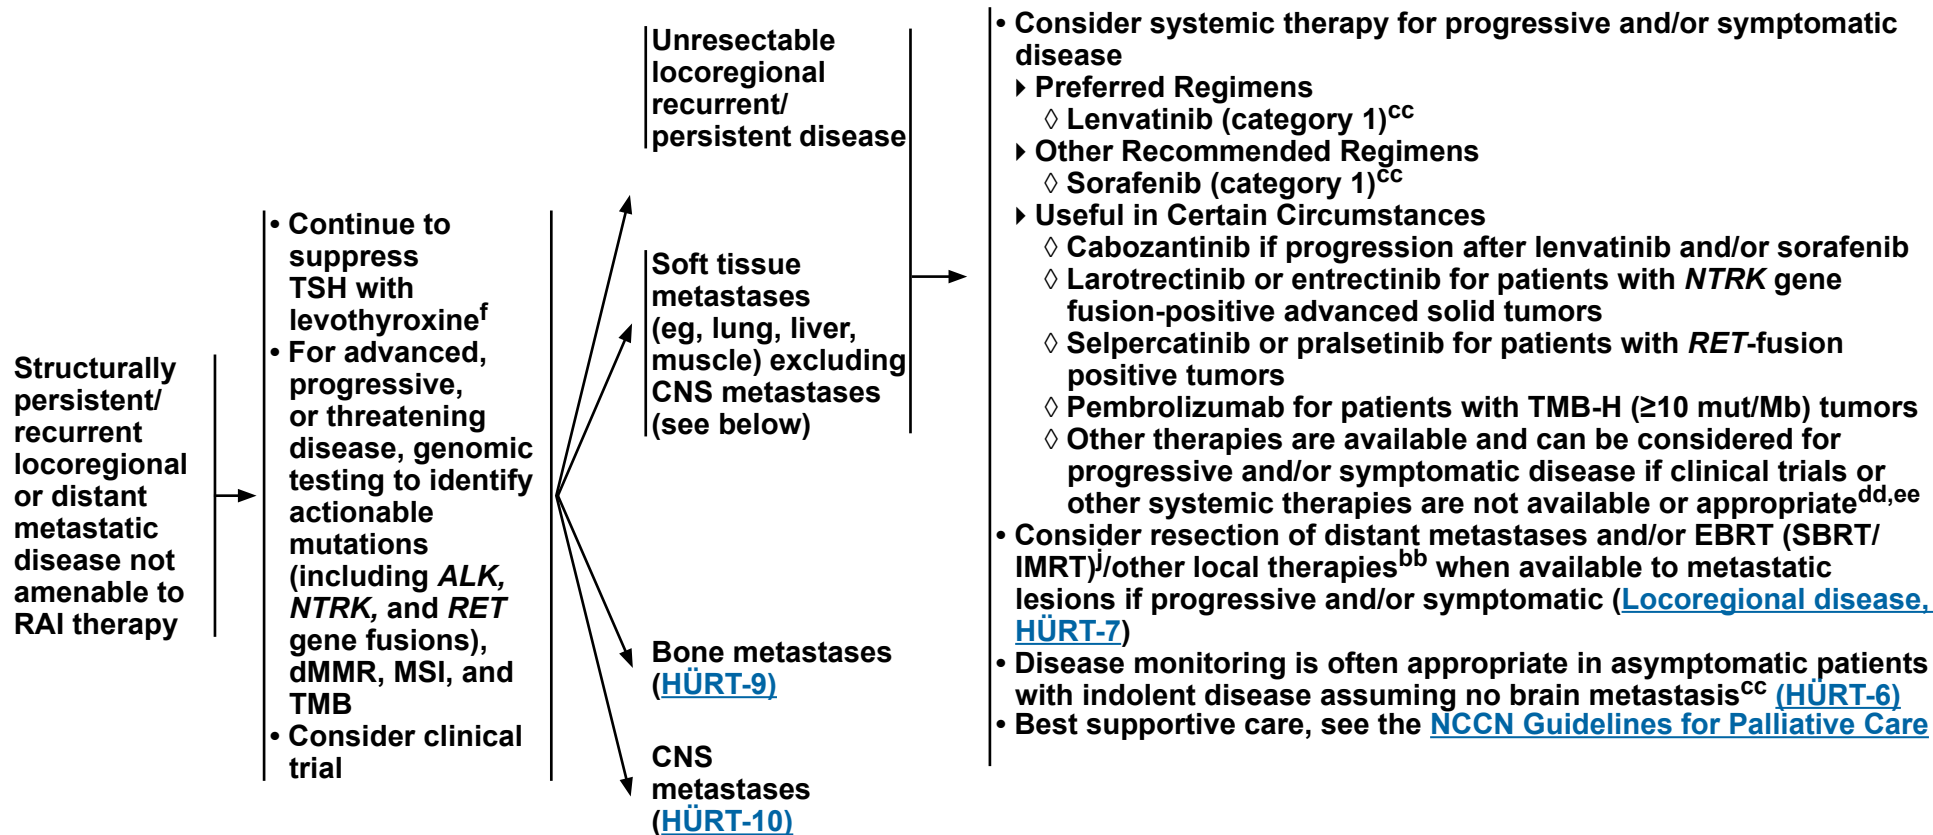 Structurally
persistent/
recurrent
locoregional
or distant
metastatic
disease not
amenable to
RAI therapy
• Continue to
suppress
TSH with
levothyroxineᶠ
• For advanced,
progressive,
or threatening
disease, genomic
testing to identify
actionable
mutations
(including ALK,
NTRK, and RET
gene fusions),
dMMR, MSI, and
TMB
• Consider clinical
trial
Unresectable
locoregional
recurrent/
persistent disease
Soft tissue
metastases
(eg, lung, liver,
muscle) excluding
CNS metastases
(see below)
Bone metastases
(HÜRT-9)
CNS
metastases
(HÜRT-10)
• Consider systemic therapy for progressive and/or symptomatic
disease
▸ Preferred Regimens
◊ Lenvatinib (category 1)ᶜᶜ
▸ Other Recommended Regimens
◊ Sorafenib (category 1)ᶜᶜ
▸ Useful in Certain Circumstances
◊ Cabozantinib if progression after lenvatinib and/or sorafenib
◊ Larotrectinib or entrectinib for patients with NTRK gene
fusion-positive advanced solid tumors
◊ Selpercatinib or pralsetinib for patients with RET-fusion
positive tumors
◊ Pembrolizumab for patients with TMB-H (≥10 mut/Mb) tumors
◊ Other therapies are available and can be considered for
progressive and/or symptomatic disease if clinical trials or
other systemic therapies are not available or appropriateᵈᵈ,ᵉᵉ
• Consider resection of distant metastases and/or EBRT (SBRT/
IMRT)ʲ/other local therapiesᵇᵇ when available to metastatic
lesions if progressive and/or symptomatic (Locoregional disease,
HÜRT-7)
• Disease monitoring is often appropriate in asymptomatic patients
with indolent disease assuming no brain metastasisᶜᶜ (HÜRT-6)
• Best supportive care, see the NCCN Guidelines for Palliative Care